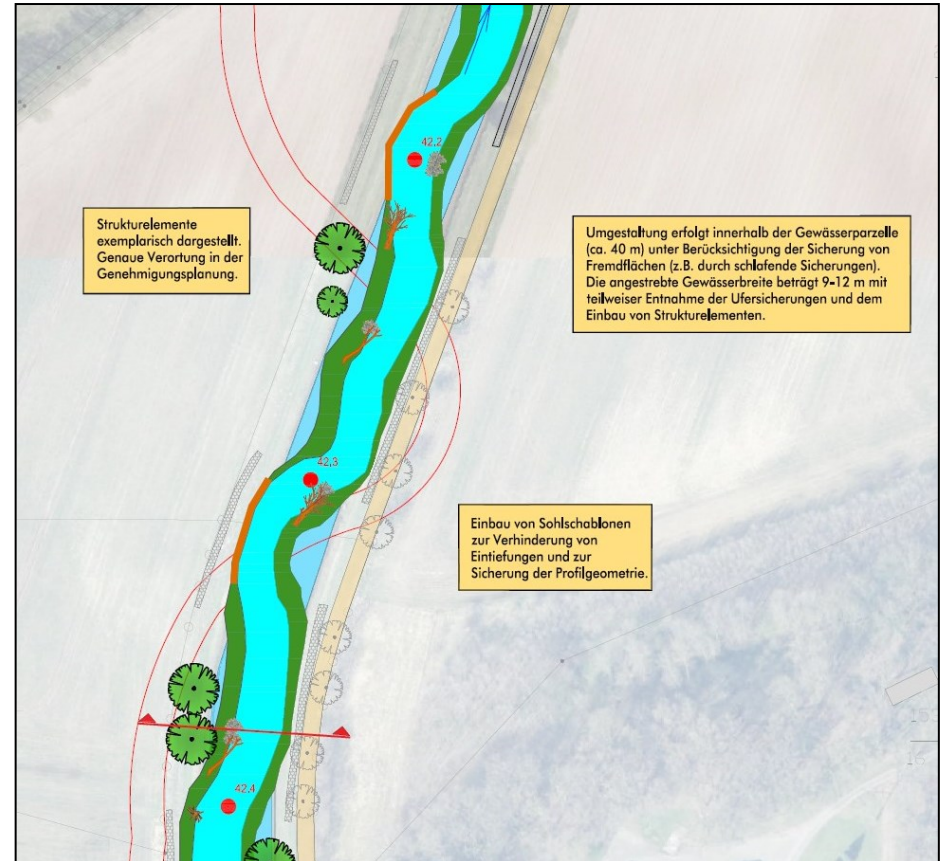 42,2
Strukturelemente
exemplarisch dargestellt.
Genaue Verortung in der
Genehmigungsplanung.
Umgestaltung erfolgt innerhalb der Gewässerparzelle
(ca. 40 m) unter Berücksichtigung der Sicherung von
Fremdflächen (z.B. durch schlafende Sicherungen).
Die angestrebte Gewässerbreite beträgt 9-12 m mit
teilweiser Entnahme der Ufersicherungen und dem
Einbau von Strukturelementen.
42,3
Einbau von Sohlschablonen
zur Verhinderung von
Eintiefungen und zur
Sicherung der Profilgeometrie.
42,4